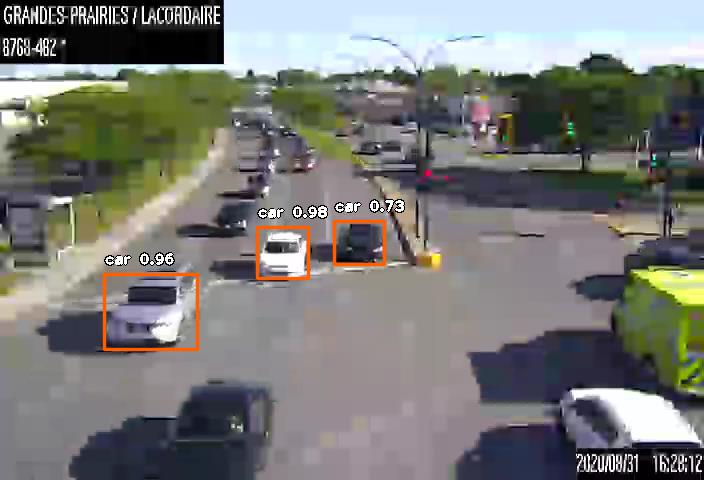 GRANDES-PRAIRIES / LACORDAIRE
8768-482
car 0.98
car 0.73
car 0.96
2020/08/31 16:28:12